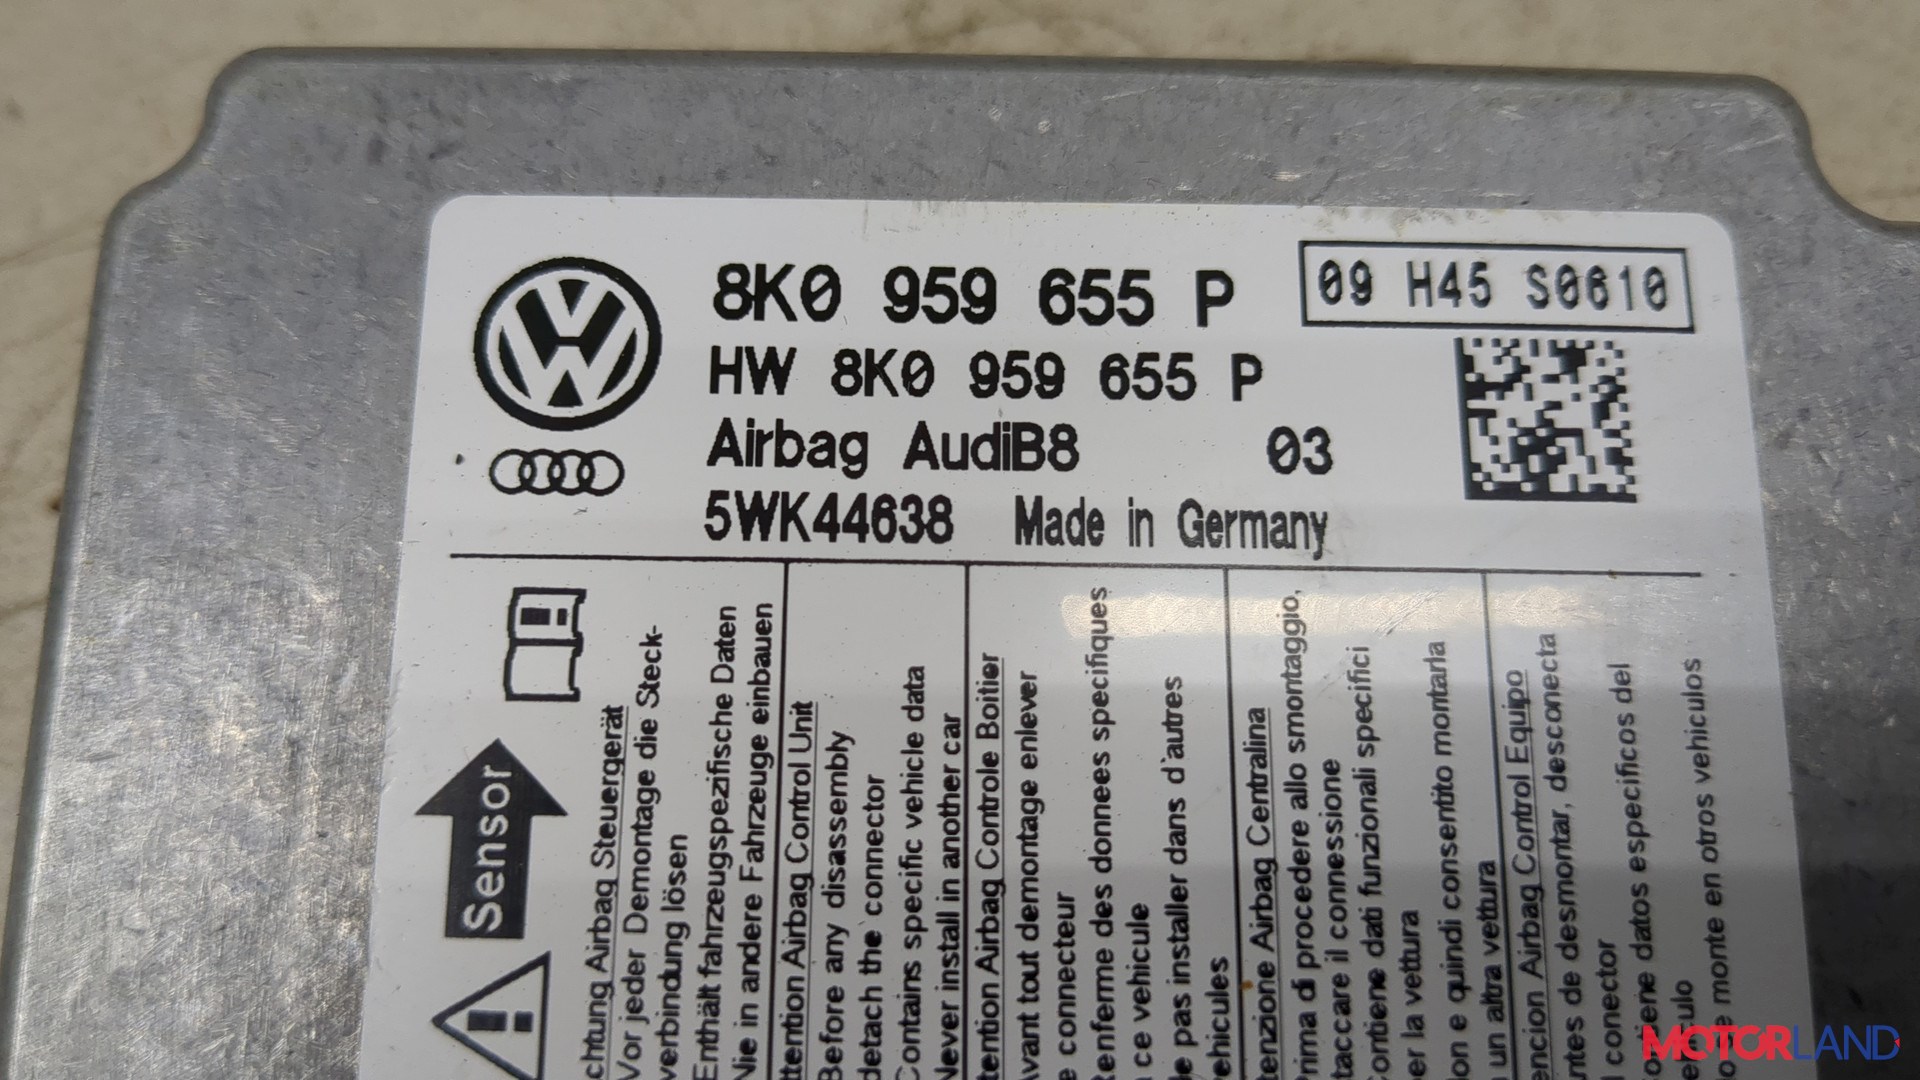 8K0 959 655 P
09 H45 S0610
HW 8K0 959 655 P
Airbag AudiB8 03
5WK44638 Made in Germany
Sensor
Airbag Steuergerät
Vor jeder Demontage die Steck-
verbindung lösen
Enthält fahrzeugspezifische Daten
Nie in andere Fahrzeuge einbauen
Airbag Control Unit
Before any disassembly
detach the connector
Contains specific vehicle data
Never install in another car
Airbag Controle Boitier
Avant tout demontage enlever
connecteur
Renferme des donnees specifiques
ce vehicule
pas installer dans d'autres
vehicules
Airbag Centralina
Prima di procedere allo smontaggio,
staccare il connessione
Contiene dati funzionali specifici
per la vettura
Non e quindi consentito montarla
un altra vettura
Airbag Control Equipo
Antes de desmontar, desconecta
conector
Contiene datos especificos del
monte en otros vehiculos
MOTORLAND